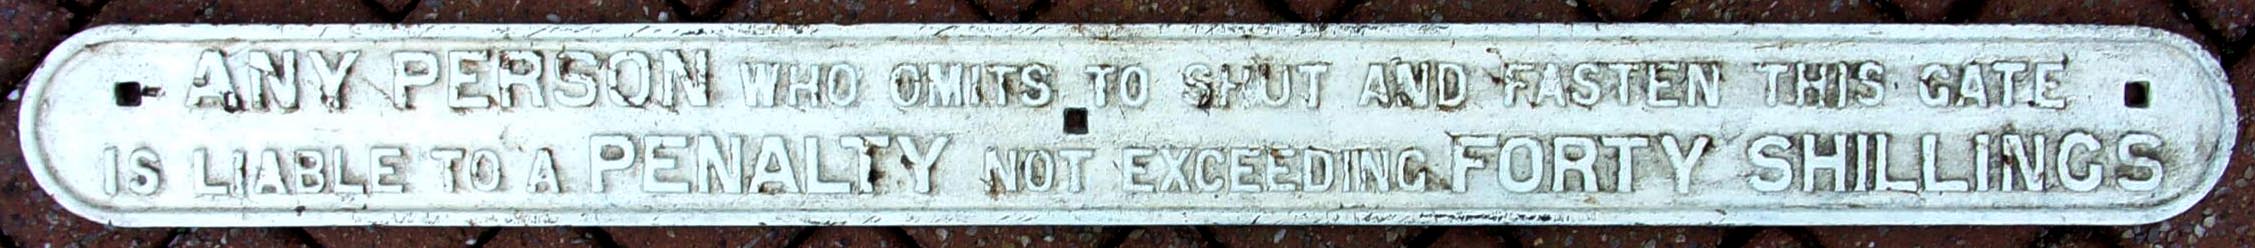 ANY PERSON WHO OMITS TO SHUT AND FASTEN THIS GATE
IS LIABLE TO A PENALTY NOT EXCEEDING FORTY SHILLINGS